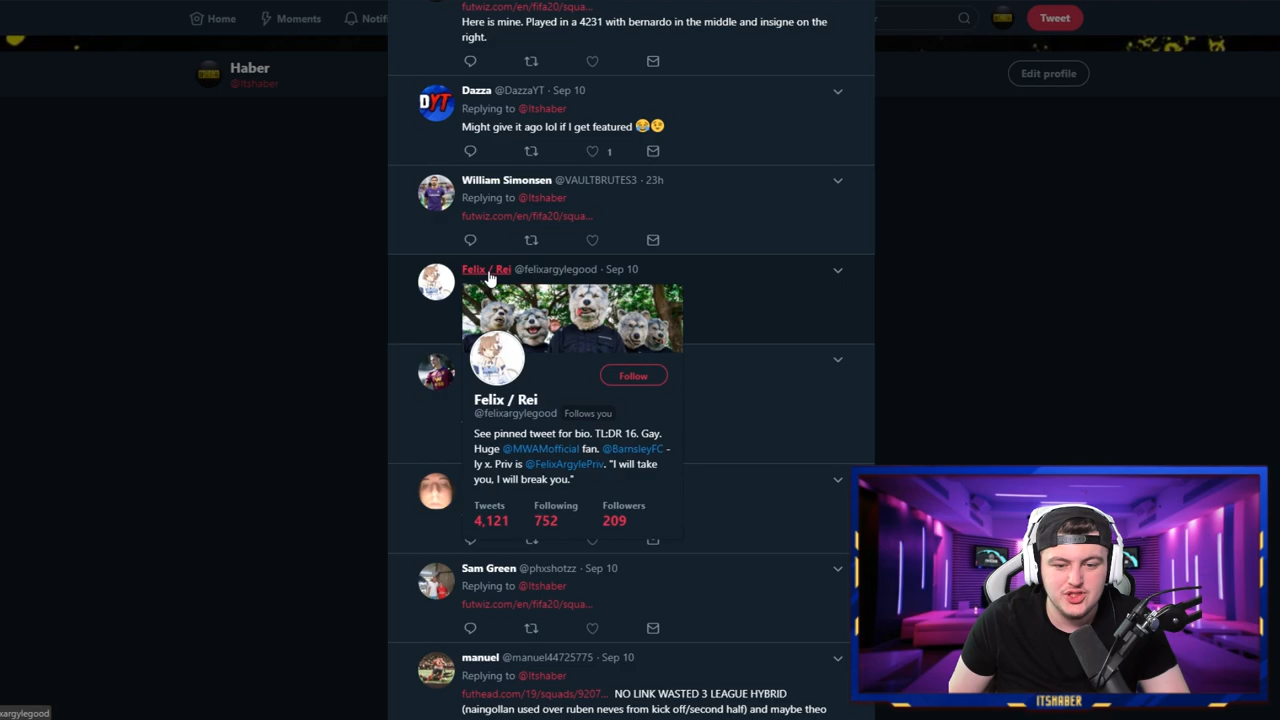 Home
Moments
Notif
Tweet
Haber
@Itshaber
Edit profile
futwiz.com/en/fifa20/squa...
Here is mine. Played in a 4231 with bernardo in the middle and insigne on the
right.
Dazza @DazzaYT · Sep 10
Replying to @Itshaber
Might give it ago lol if I get featured 😂🤨
1
William Simonsen @VAULTBRUTES3 · 23h
Replying to @Itshaber
futwiz.com/en/fifa20/squa...
Felix / Rei @felixargylegood · Sep 10
Follow
Felix / Rei
@felixargylegood Follows you
See pinned tweet for bio. TL:DR 16. Gay.
Huge @MWAMofficial fan. @BarnsleyFC -
ly x. Priv is @FelixArgylePriv. "I will take
you, I will break you."
Tweets Following Followers
4,121 752 209
Sam Green @phxshotzz · Sep 10
Replying to @Itshaber
futwiz.com/en/fifa20/squa...
manuel @manuel44725775 · Sep 10
Replying to @Itshaber
futhead.com/19/squads/9207... NO LINK WASTED 3 LEAGUE HYBRID
(naingollan used over ruben neves from kick off/second half) and maybe theo
xargylegood
DYT
ITSHABER